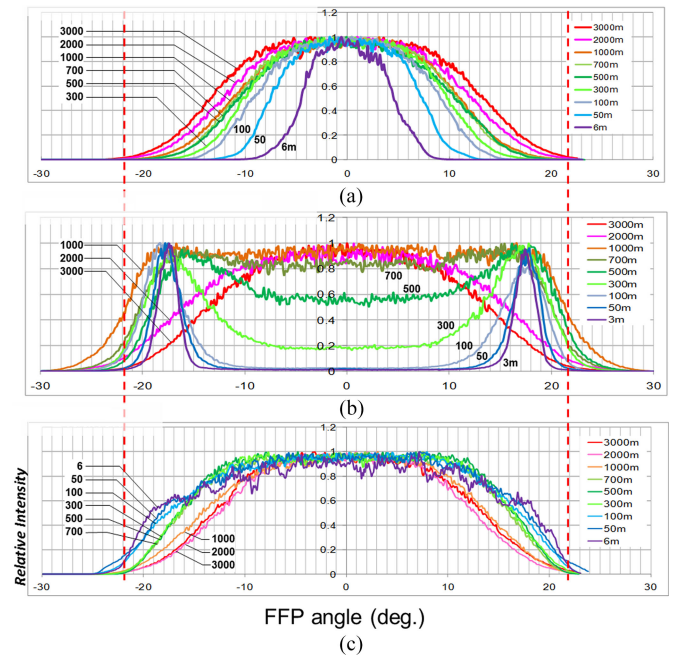 3000
2000
1000
700
500
300
100
50
6m
1.2
1
0.8
0.6
0.4
0.2
0
-30
-20
-10
0
10
20
30
3000m
2000m
1000m
700m
500m
300m
100m
50m
6m
(a)
1000
2000
3000
700
500
300
100
50
3m
1.2
1
0.8
0.6
0.4
0.2
0
-30
-20
-10
0
10
20
30
3000m
2000m
1000m
700m
500m
300m
100m
50m
3m
(b)
Relative Intensity
6
50
100
300
500
700
1000
2000
3000
1.2
1
0.8
0.6
0.4
0.2
0
-30
-20
-10
0
10
20
30
3000m
2000m
1000m
700m
500m
300m
100m
50m
6m
FFP angle (deg.)
(c)